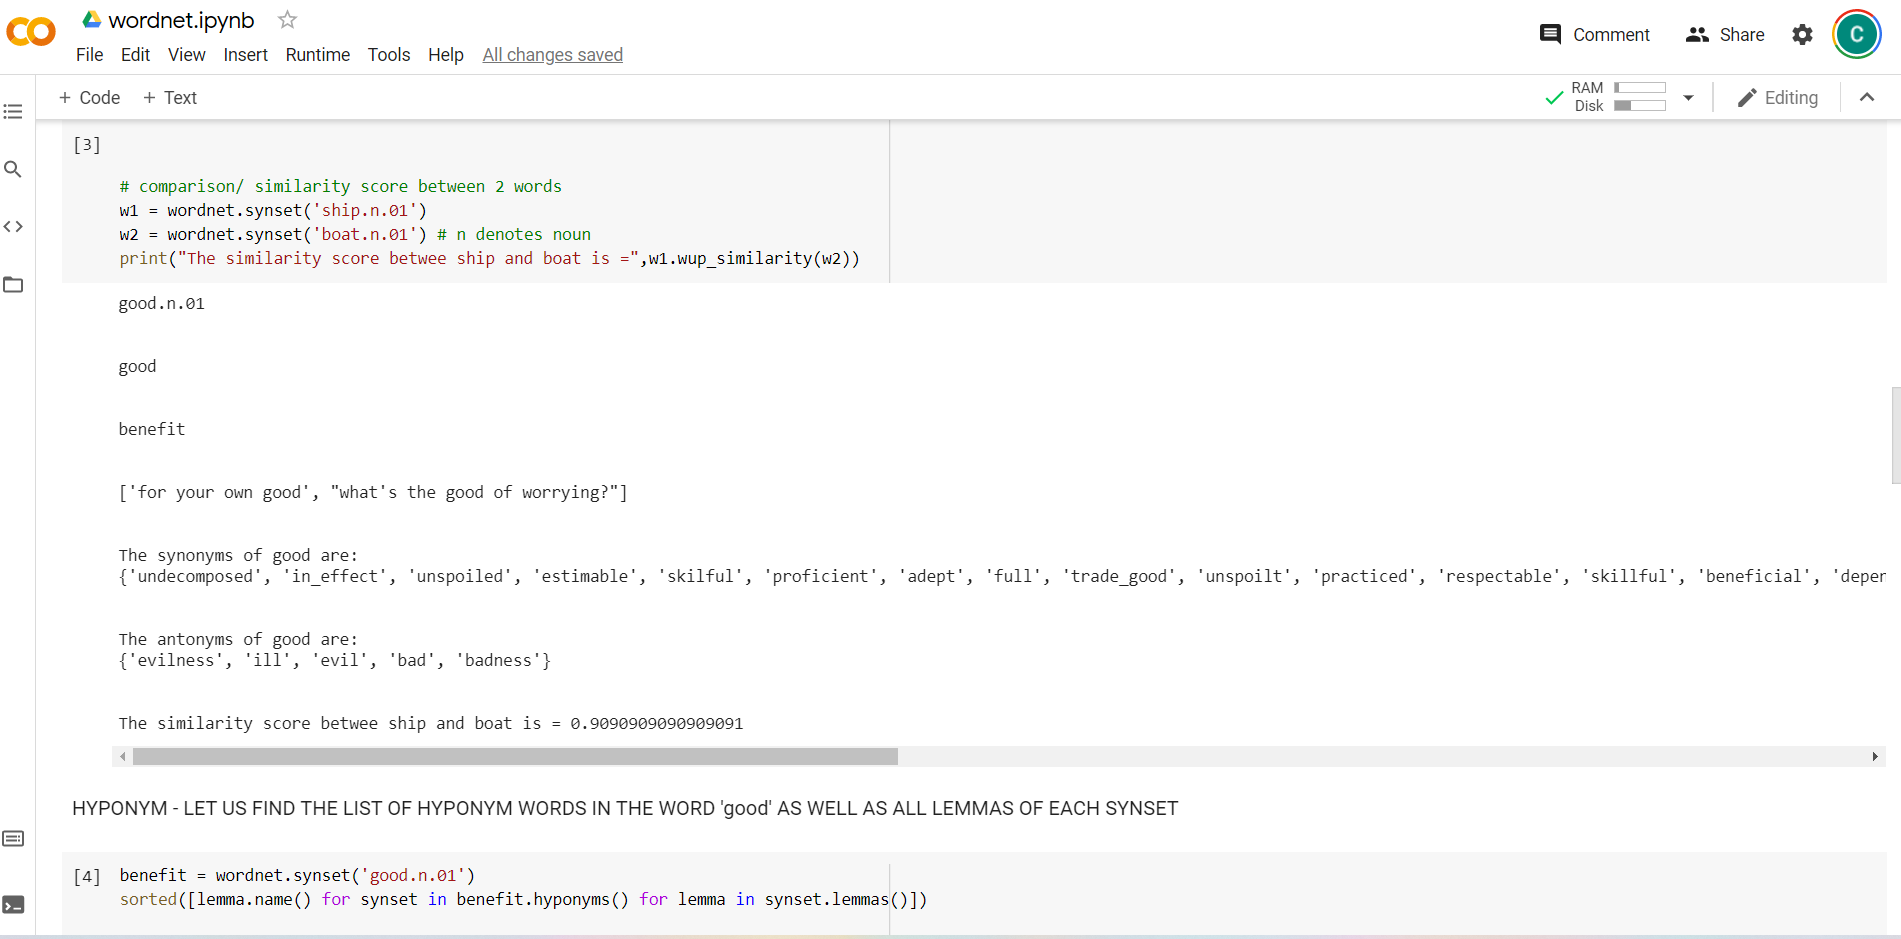 wordnet.ipynb
File Edit View Insert Runtime Tools Help All changes saved
Comment Share C
+ Code + Text
RAM
Disk
Editing
[3]
# comparison/ similarity score between 2 words
w1 = wordnet.synset('ship.n.01')
w2 = wordnet.synset('boat.n.01') # n denotes noun
print("The similarity score betwee ship and boat is =",w1.wup_similarity(w2))
good.n.01
good
benefit
['for your own good', "what's the good of worrying?"]
The synonyms of good are:
{'undecomposed', 'in_effect', 'unspoiled', 'estimable', 'skilful', 'proficient', 'adept', 'full', 'trade_good', 'unspoilt', 'practiced', 'respectable', 'skillful', 'beneficial', 'depen
The antonyms of good are:
{'evilness', 'ill', 'evil', 'bad', 'badness'}
The similarity score betwee ship and boat is = 0.9090909090909091
HYPONYM - LET US FIND THE LIST OF HYPONYM WORDS IN THE WORD 'good' AS WELL AS ALL LEMMAS OF EACH SYNSET
[4] benefit = wordnet.synset('good.n.01')
sorted([lemma.name() for synset in benefit.hyponyms() for lemma in synset.lemmas()])